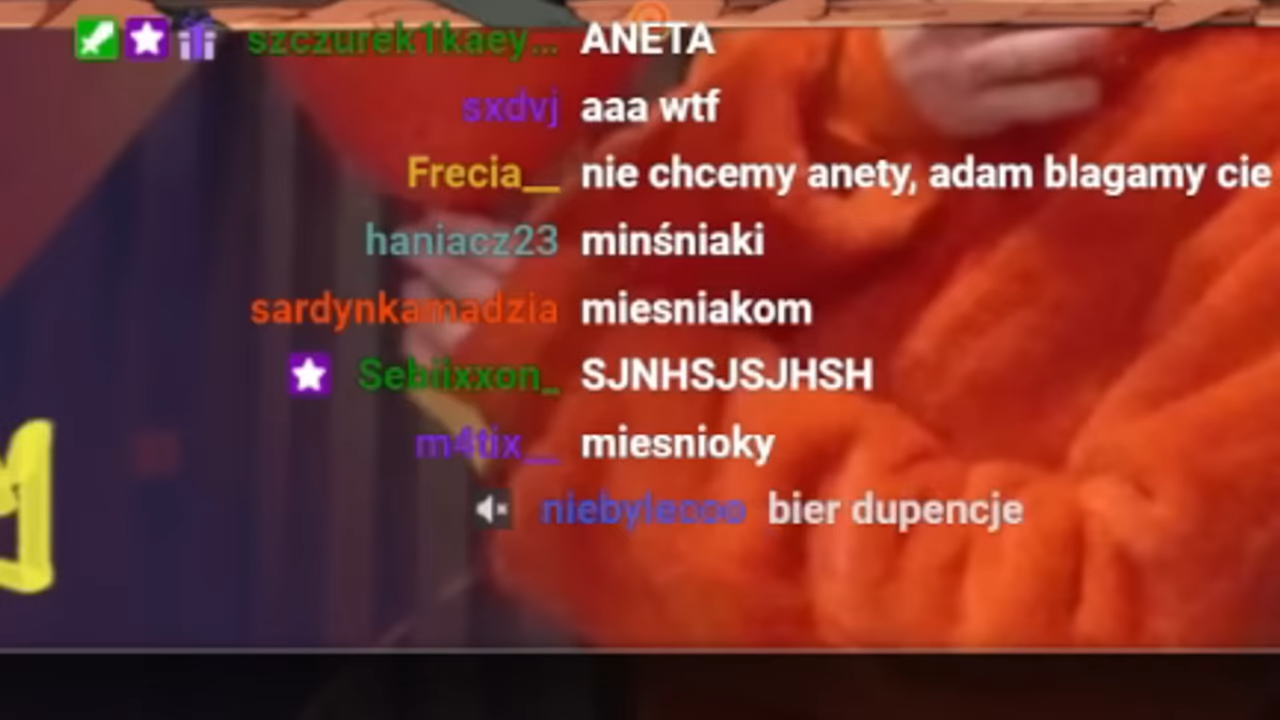 szczurek1kaey... ANETA
sxdvj aaa wtf
Frecia__ nie chcemy anety, adam blagamy cie
haniacz23 minśniaki
sardynkamadzia miesniakom
Sebiixxon_ SJNHSJSJHSH
m4tix__ miesnioky
niebylecoo bier dupencje